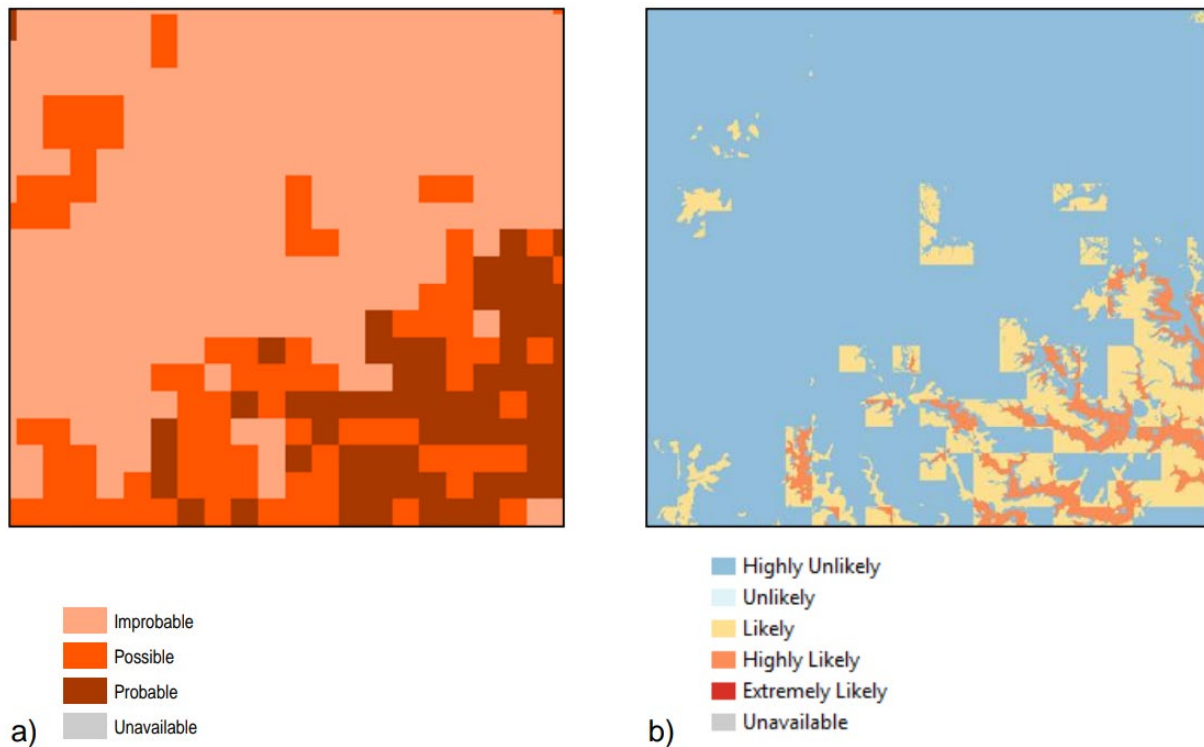 Improbable
Possible
Probable
Unavailable
a)
Highly Unlikely
Unlikely
Likely
Highly Likely
Extremely Likely
Unavailable
b)